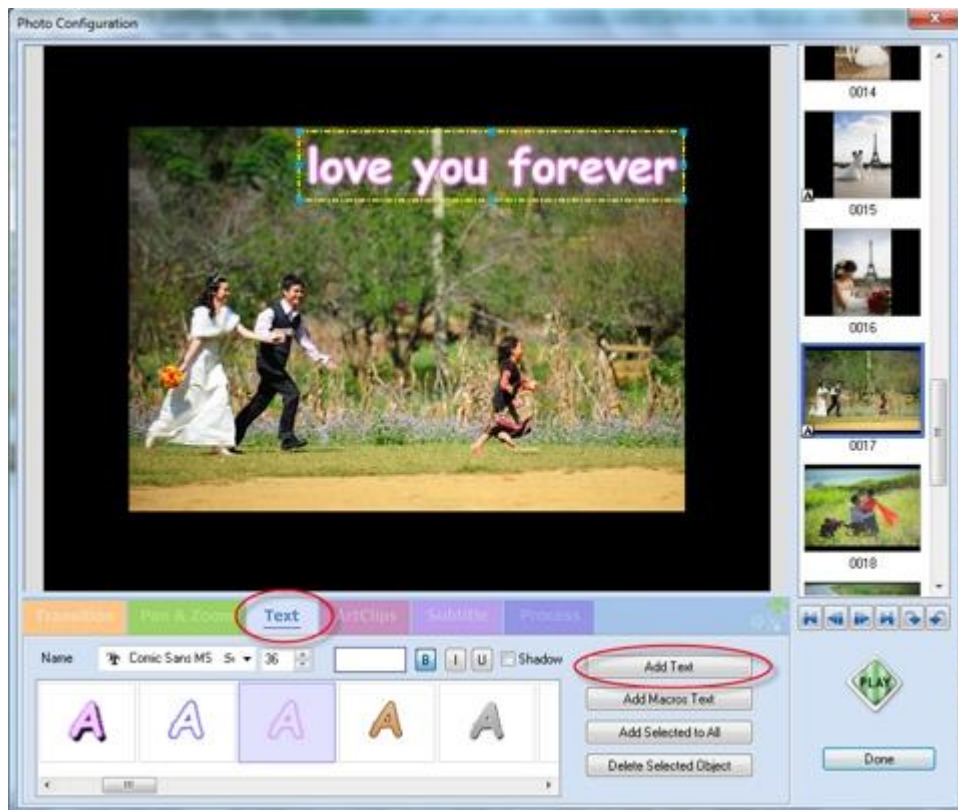 Photo Configuration
love you forever
0014
0015
0016
0017
0018
Transition Pan & Zoom Text ArtClips Subtitle Process
Name Comic Sans MS 36 B I U Shadow
Add Text
Add Macros Text
Add Selected to All
Delete Selected Object
A A A A A
PLAY
Done